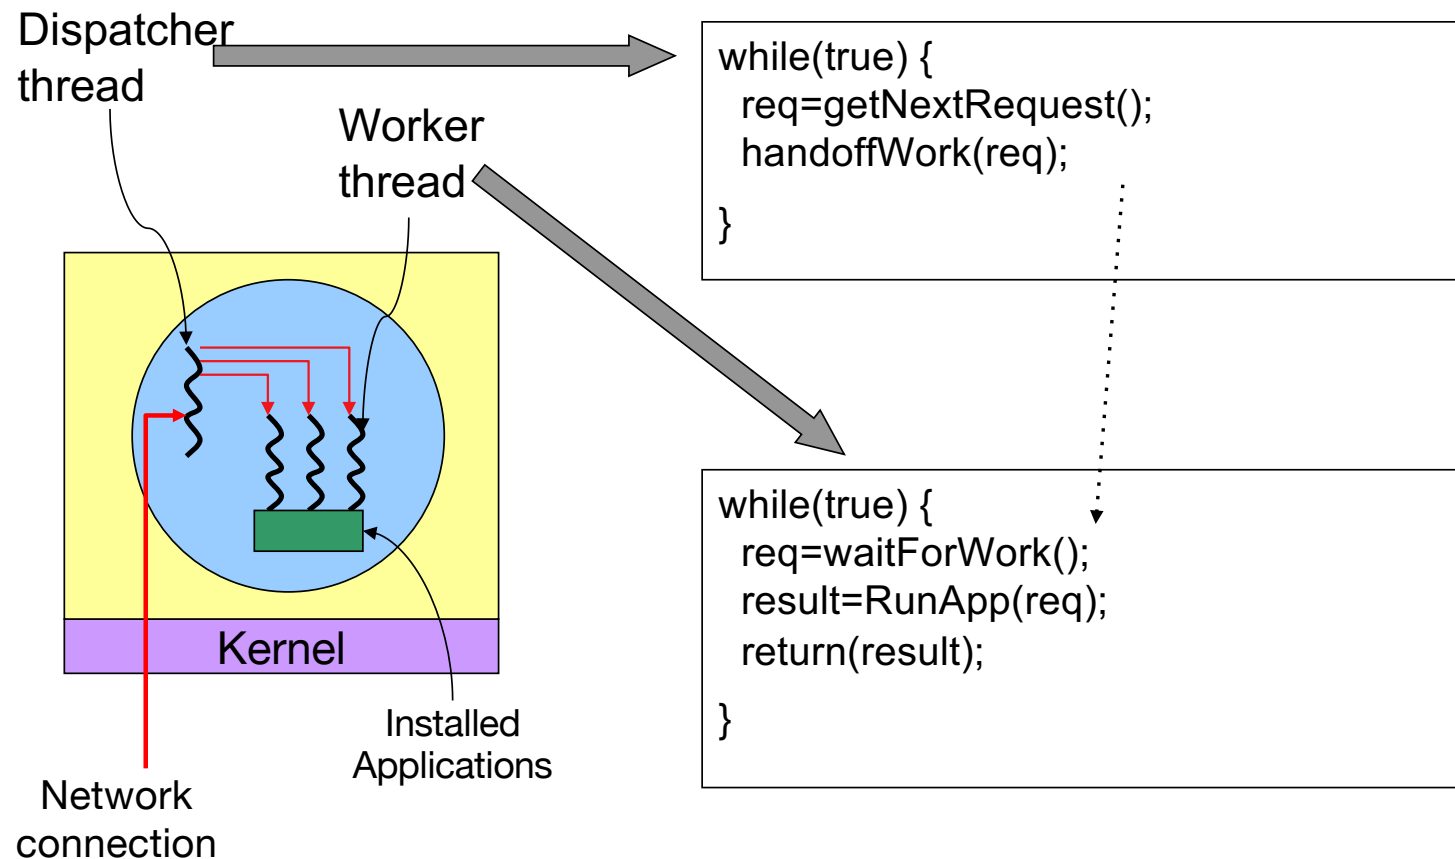 Dispatcher
thread
Worker
thread
while(true) {
req=getNextRequest();
handoffWork(req);
}
Kernel
Installed
Applications
Network
connection
while(true) {
req=waitForWork();
result=RunApp(req);
return(result);
}